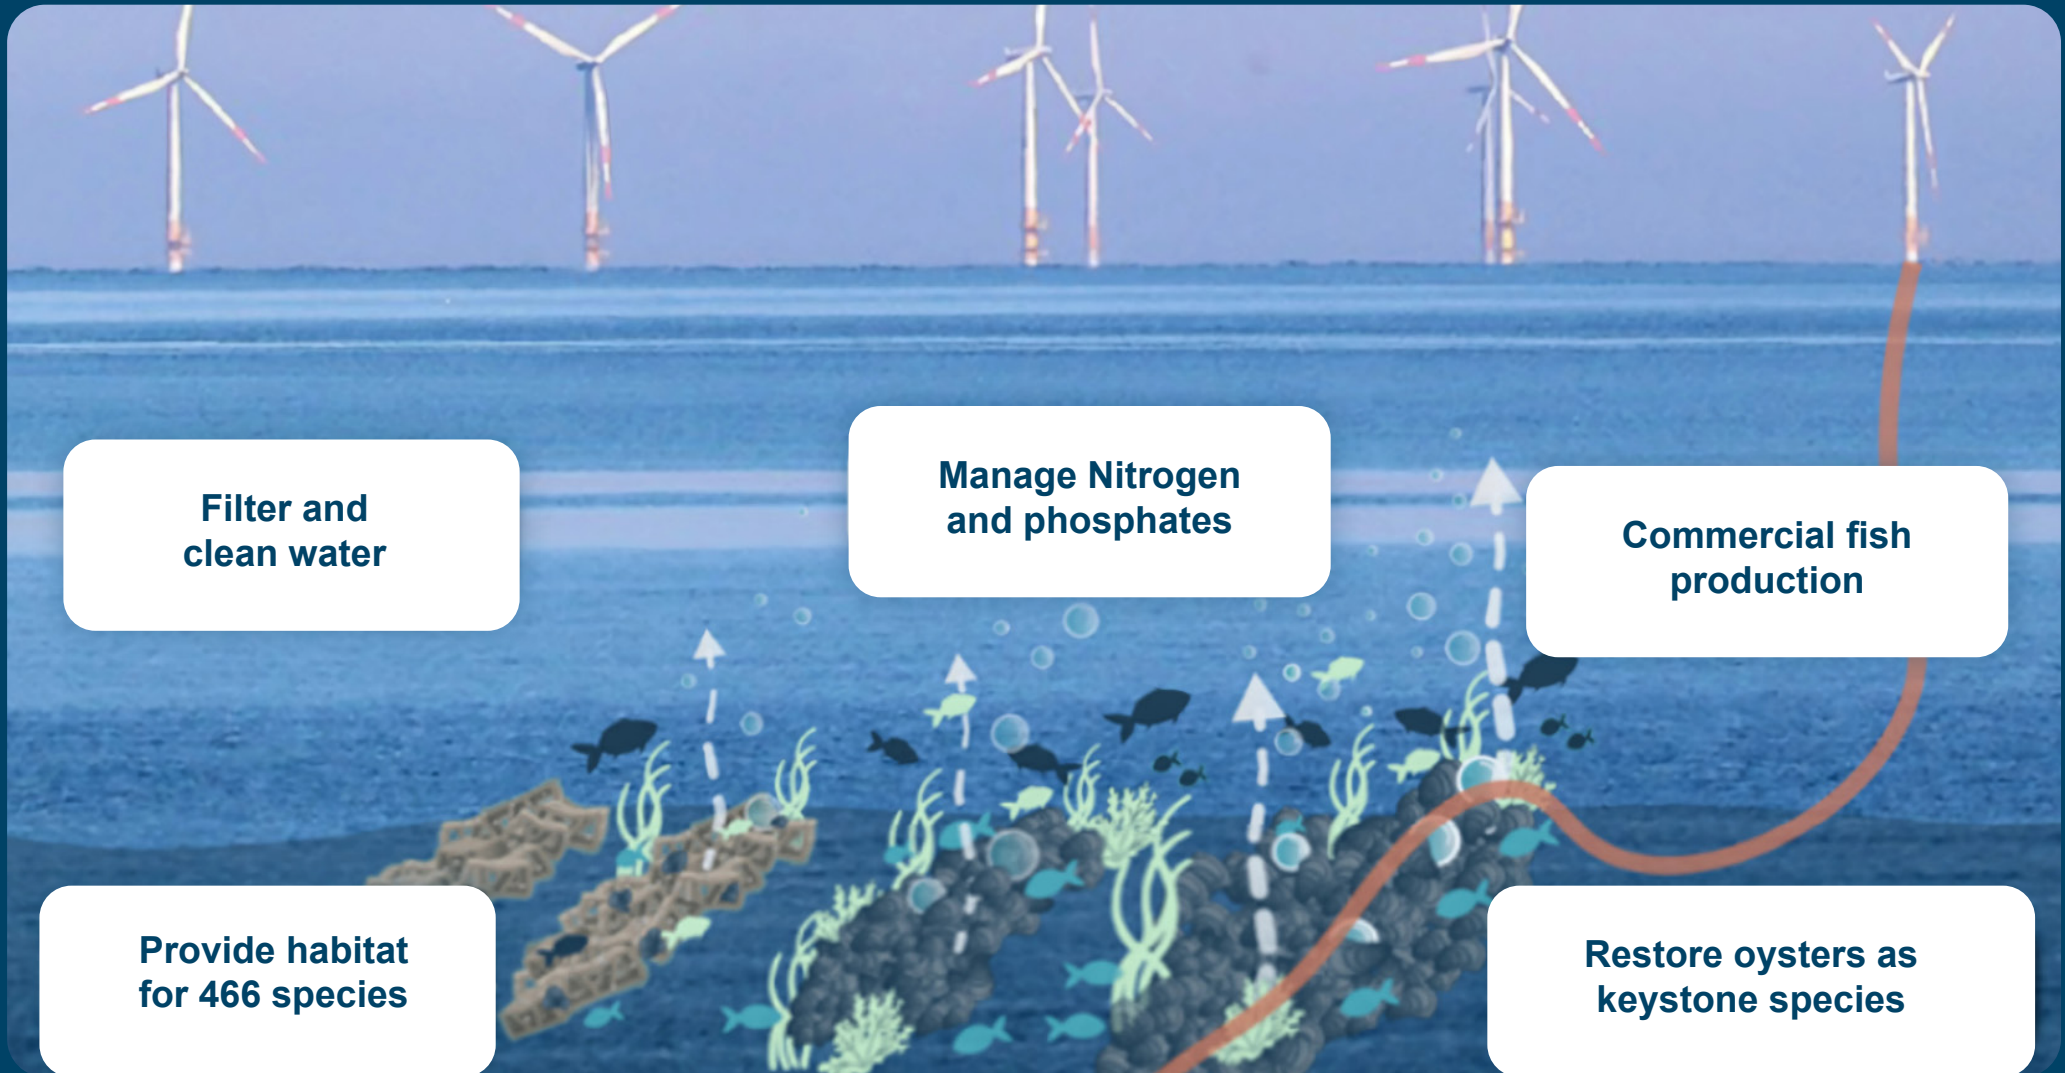 Filter and
clean water
Manage Nitrogen
and phosphates
Commercial fish
production
Provide habitat
for 466 species
Restore oysters as
keystone species